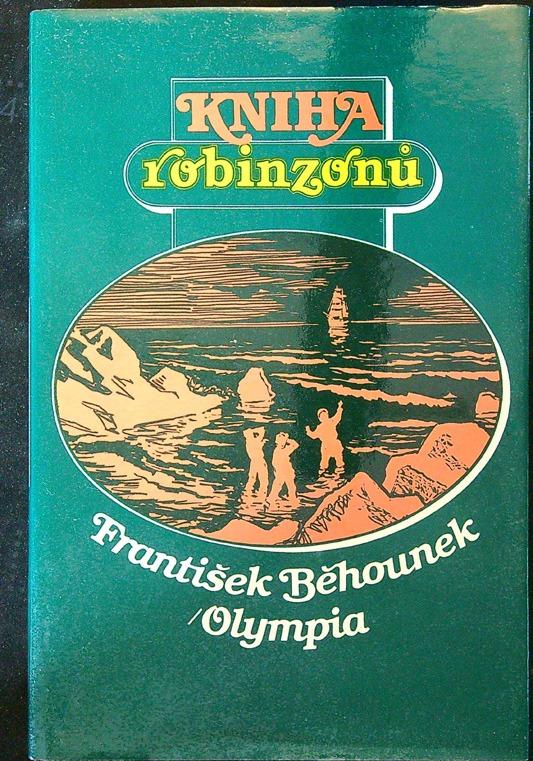 KNIHA
robinzonů
František Běhounek
/Olympia